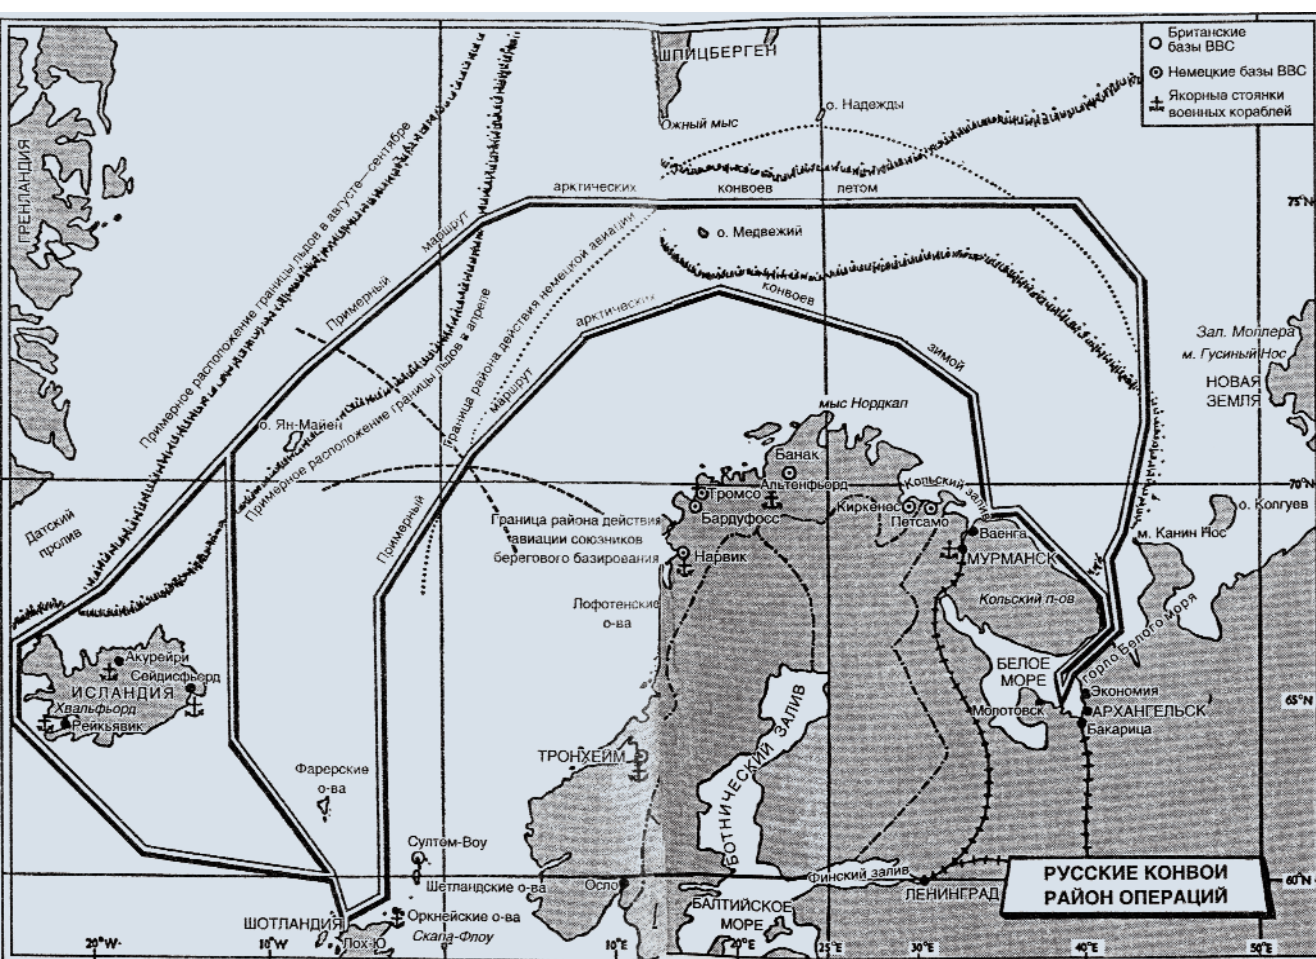 Британские
базы ВВС
Немецкие базы ВВС
Якорные стоянки
военных кораблей
ШПИЦБЕРГЕН
о. Надежды
Южный мыс
ГРЕНЛАНДИЯ
Примерное расположение границы льдов в августе—сентябре
Примерный
маршрут
арктических
конвоев
летом
75°N
о. Медвежий
Граница района действия немецкой авиации
Примерное расположение границы льдов в апреле
Примерный
маршрут
арктических
конвоев
зимой
Зал. Моллера
м. Гусиный Нос
НОВАЯ
ЗЕМЛЯ
о. Ян-Майен
мыс Нордкап
Банак
Альтенфьорд
Тромсо
Бардуфосс
Киркенес
Петсамо
Кольский залив
70°N
о. Колгуев
Датский
пролив
Граница района действия
авиации союзников
берегового базирования
Нарвик
Ваенга
МУРМАНСК
м. Канин Нос
Кольский п-ов
Лофотенские
о-ва
горло Белого моря
БЕЛОЕ
МОРЕ
Акурейри
Сейдисфьорд
ИСЛАНДИЯ
Хвальфьорд
Рейкьявик
Молотовск
Экономия
АРХАНГЕЛЬСК
Бакарица
65°N
ТРОНХЕЙМ
БОТНИЧЕСКИЙ ЗАЛИВ
Фарерские
о-ва
Султом-Воу
Шетландские о-ва
Осло
Финский залив
ЛЕНИНГРАД
60°N
РУССКИЕ КОНВОИ
РАЙОН ОПЕРАЦИЙ
ШОТЛАНДИЯ
Оркнейские о-ва
Скапа-Флоу
Лох-Ю
БАЛТИЙСКОЕ
МОРЕ
20°W
10°W
10°E
20°E
25°E
30°E
40°E
50°E